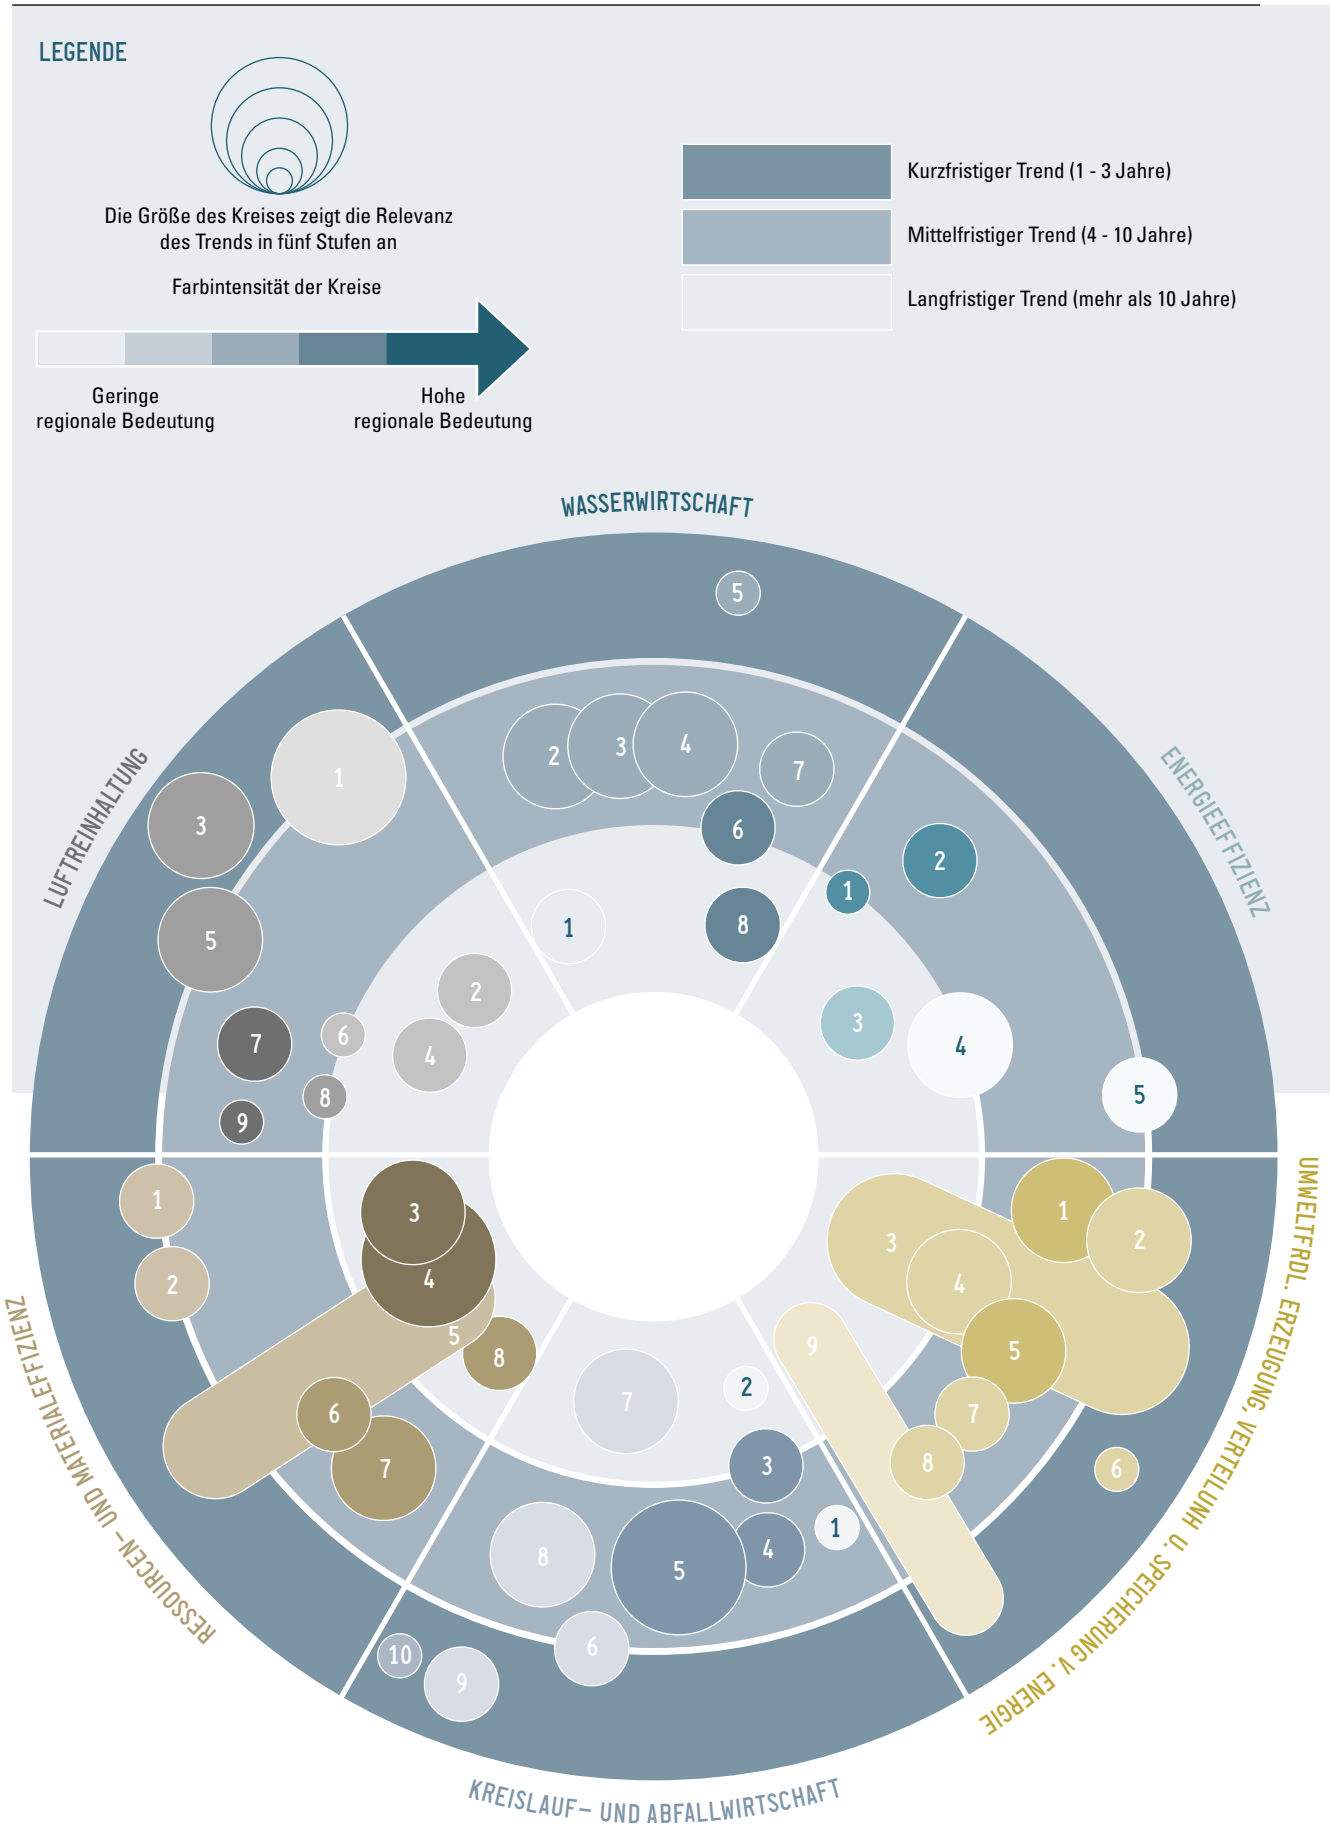 LEGENDE
Die Größe des Kreises zeigt die Relevanz
des Trends in fünf Stufen an
Farbintensität der Kreise
Geringe
regionale Bedeutung
Hohe
regionale Bedeutung
Kurzfristiger Trend (1 - 3 Jahre)
Mittelfristiger Trend (4 - 10 Jahre)
Langfristiger Trend (mehr als 10 Jahre)
WASSERWIRTSCHAFT
5
2
3
4
7
6
1
8
ENERGIEEFFIZIENZ
2
1
3
4
5
UMWELTFRDL. ERZEUGUNG, VERTEILUNH U. SPEICHERUNG V. ENERGIE
1
2
3
4
5
9
7
8
6
KREISLAUF- UND ABFALLWIRTSCHAFT
2
7
3
1
4
8
5
6
10
9
RESSOURCEN- UND MATERIALEFFIZIENZ
1
3
2
4
5
8
6
7
LUFTREINHALTUNG
1
3
5
2
6
7
4
8
9